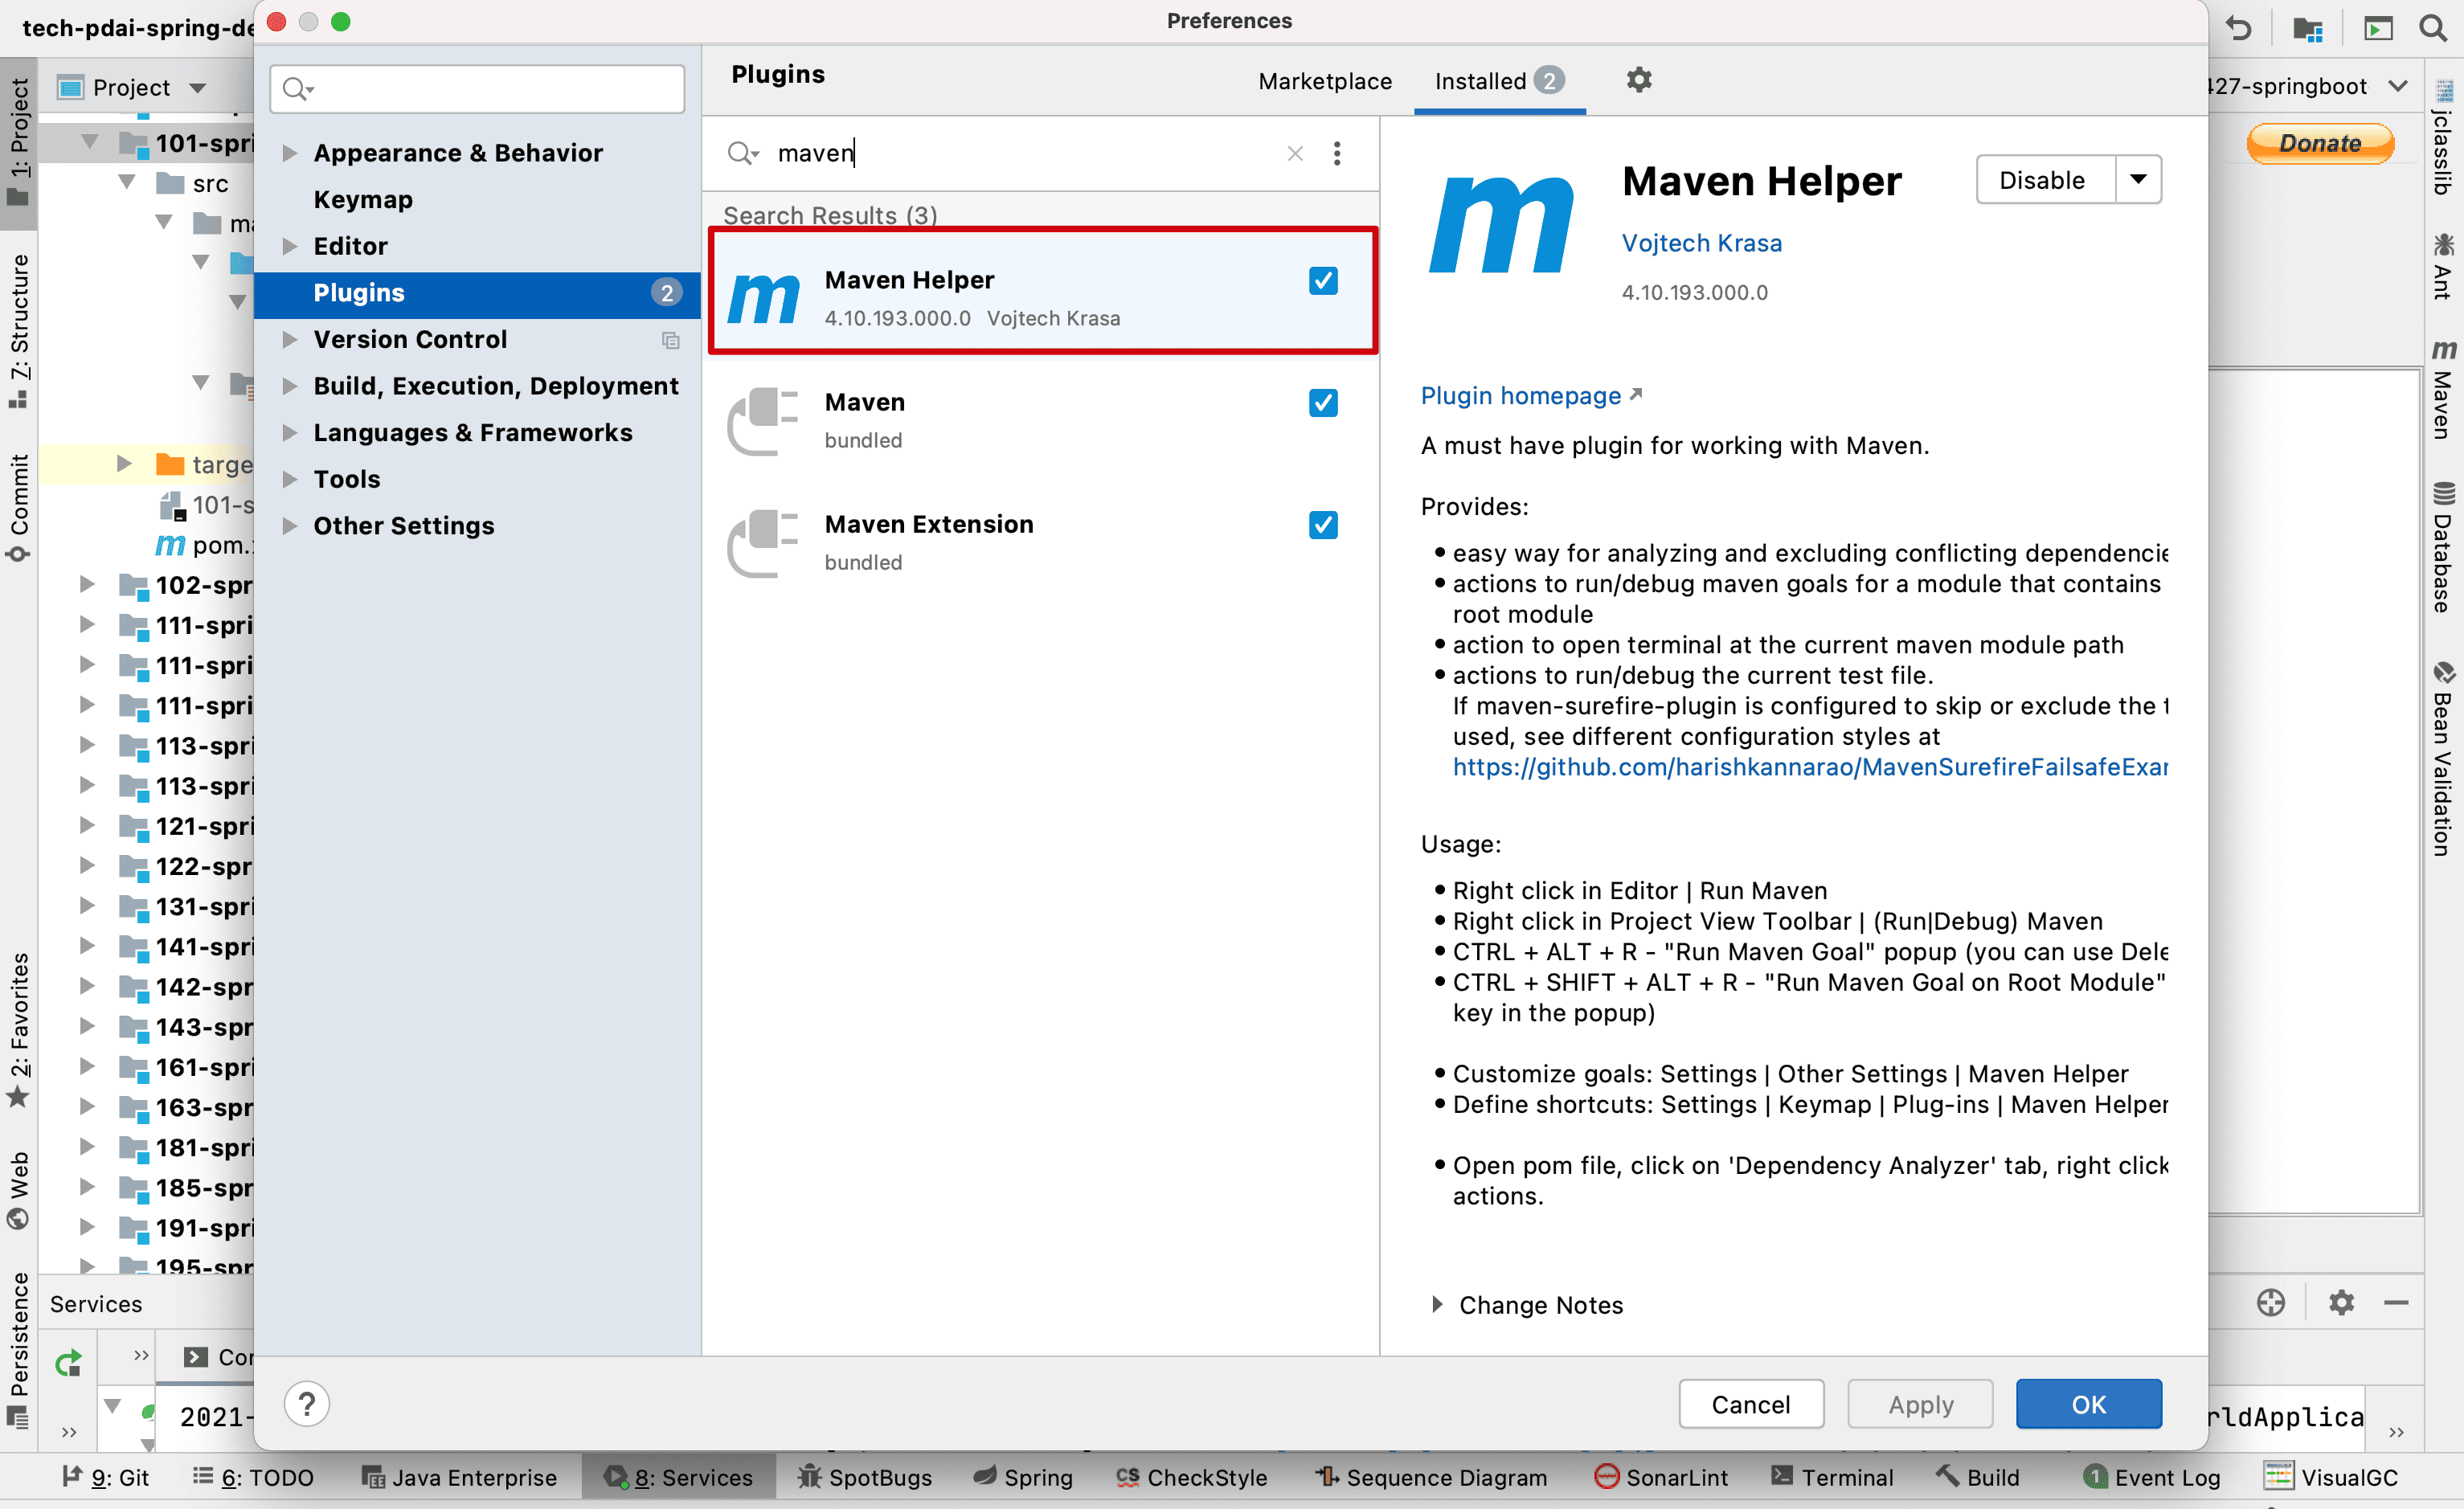 Preferences
tech-pdai-spring-de
Project
427-springboot
Donate
1: Project
7: Structure
Commit
2: Favorites
Web
Persistence
101-spri
src
ma
targe
101-s
pom.x
102-spr
111-spri
111-spri
111-spri
113-spri
113-spri
121-spri
122-spr
131-spri
141-spri
142-spr
143-spr
161-spri
163-spr
181-spri
185-spr
191-spri
195-spr
Appearance & Behavior
Keymap
Editor
Plugins 2
Version Control
Build, Execution, Deployment
Languages & Frameworks
Tools
Other Settings
Plugins
Marketplace
Installed 2
maven
Search Results (3)
Maven Helper
4.10.193.000.0 Vojtech Krasa
Maven
bundled
Maven Extension
bundled
Maven Helper
Disable
Vojtech Krasa
4.10.193.000.0
Plugin homepage
A must have plugin for working with Maven.
Provides:
• easy way for analyzing and excluding conflicting dependencie
• actions to run/debug maven goals for a module that contains
root module
• action to open terminal at the current maven module path
• actions to run/debug the current test file.
If maven-surefire-plugin is configured to skip or exclude the t
used, see different configuration styles at
https://github.com/harishkannarao/MavenSurefireFailsafeExar
Usage:
• Right click in Editor | Run Maven
• Right click in Project View Toolbar | (Run|Debug) Maven
• CTRL + ALT + R - "Run Maven Goal" popup (you can use Dele
• CTRL + SHIFT + ALT + R - "Run Maven Goal on Root Module"
key in the popup)
• Customize goals: Settings | Other Settings | Maven Helper
• Define shortcuts: Settings | Keymap | Plug-ins | Maven Helper
• Open pom file, click on 'Dependency Analyzer' tab, right click
actions.
Change Notes
Cancel
Apply
OK
?
jclasslib
Ant
Maven
Database
Bean Validation
Services
Cor
2021-
rldApplica
9: Git
6: TODO
Java Enterprise
8: Services
SpotBugs
Spring
CheckStyle
Sequence Diagram
SonarLint
Terminal
Build
1 Event Log
VisualGC